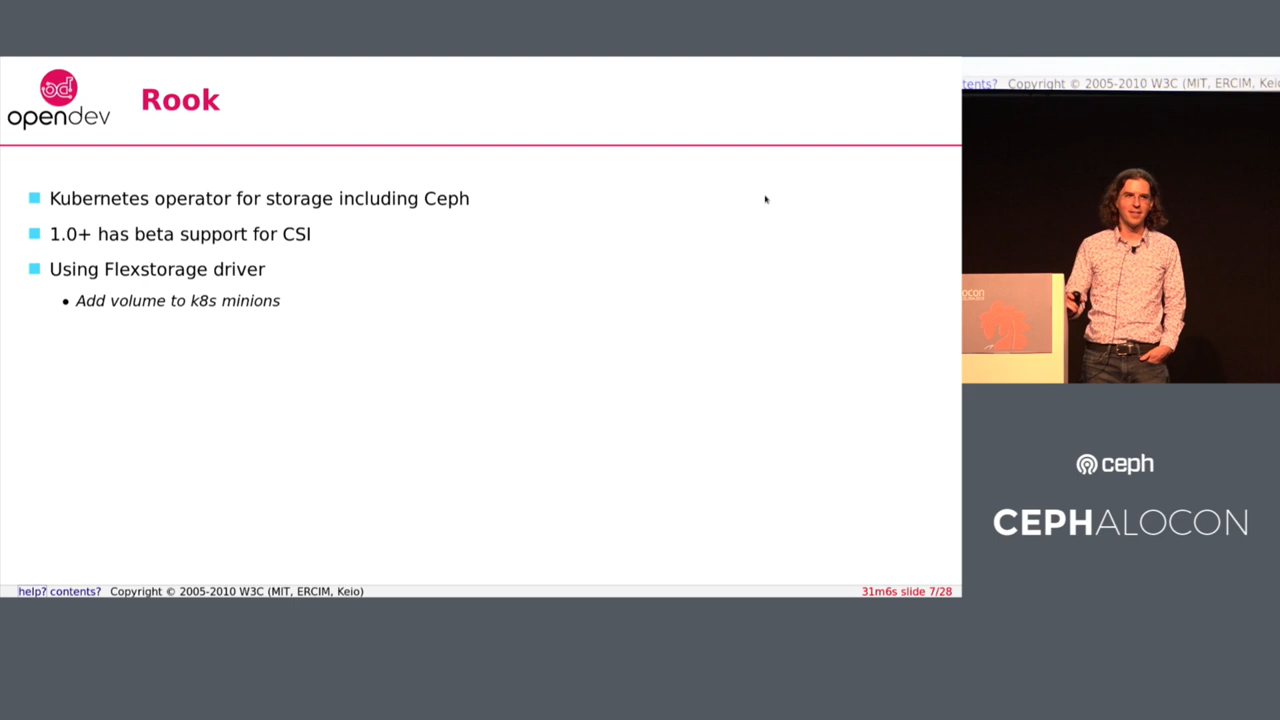 opendev
Rook
Kubernetes operator for storage including Ceph
1.0+ has beta support for CSI
Using Flexstorage driver
Add volume to k8s minions
help? contents? Copyright © 2005-2010 W3C (MIT, ERCIM, Keio)
31m6s slide 7/28
tents? Copyright © 2005-2010 W3C (MIT, ERCIM, Keio
ceph
CEPHALOCON